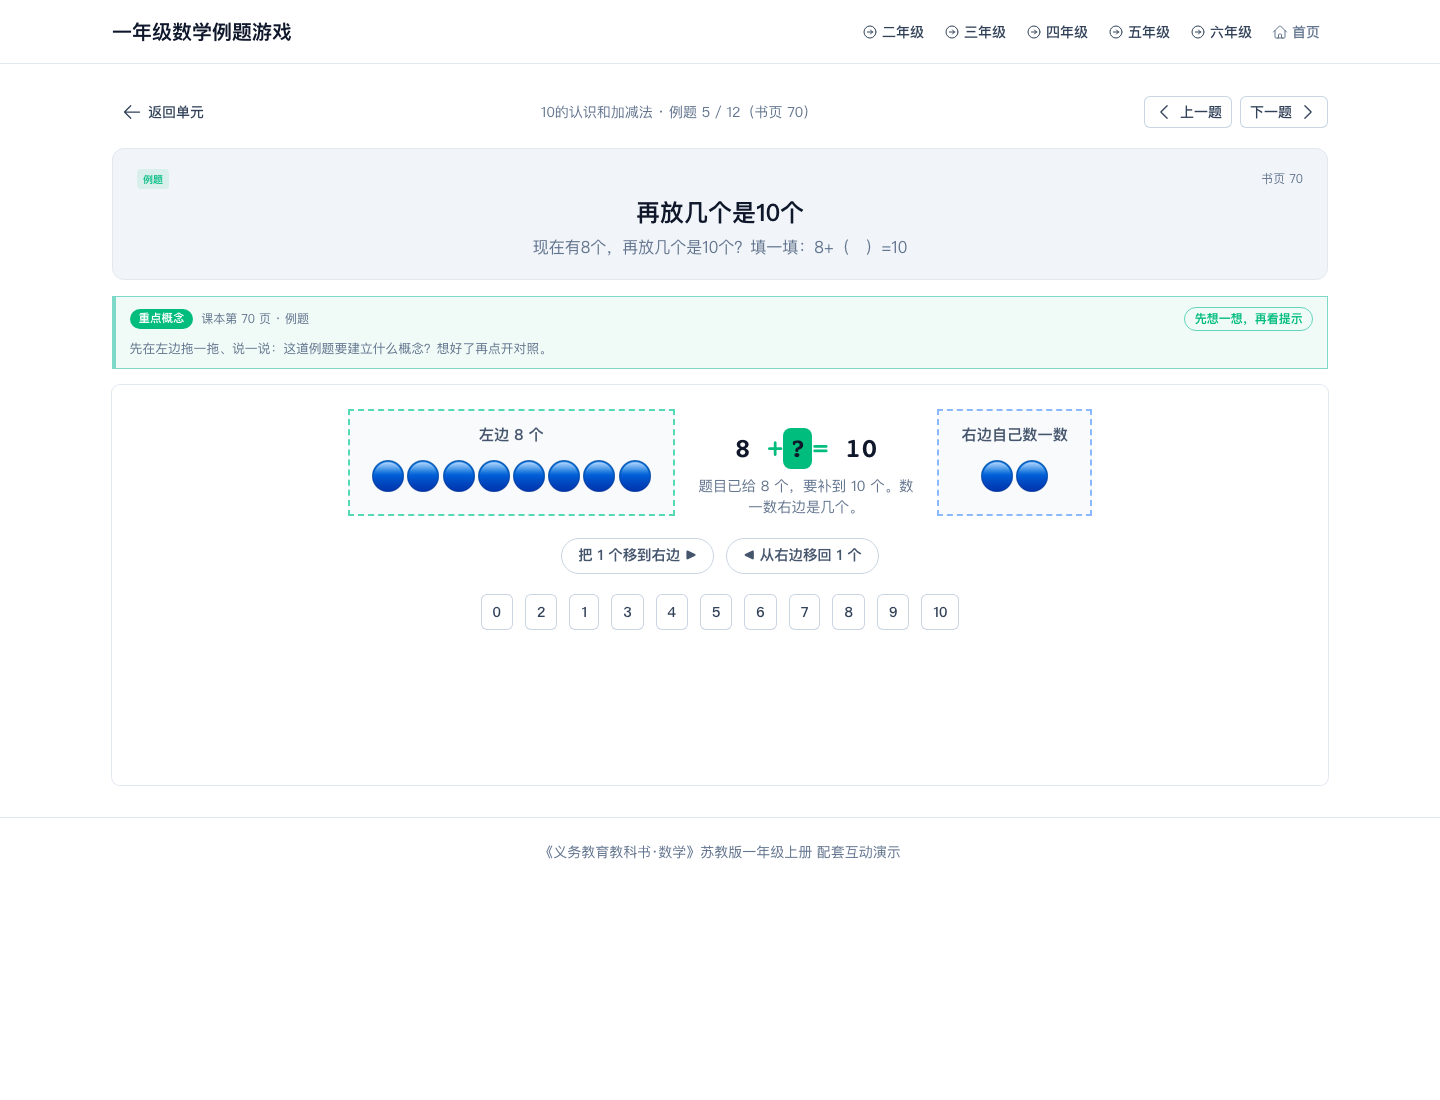 一年级数学例题游戏
二年级 三年级 四年级 五年级 六年级 首页
返回单元
10的认识和加减法 · 例题 5 / 12（书页 70）
上一题 下一题
例题
书页 70
再放几个是10个
现在有8个，再放几个是10个？填一填：8+（　）=10
重点概念 课本第 70 页 · 例题
先想一想，再看提示
先在左边拖一拖、说一说：这道例题要建立什么概念？想好了再点开对照。
左边 8 个
8 + ? = 10
题目已给 8 个，要补到 10 个。数
一数右边是几个。
右边自己数一数
把 1 个移到右边 ▶ ◀ 从右边移回 1 个
0 2 1 3 4 5 6 7 8 9 10
《义务教育教科书·数学》苏教版一年级上册 配套互动演示